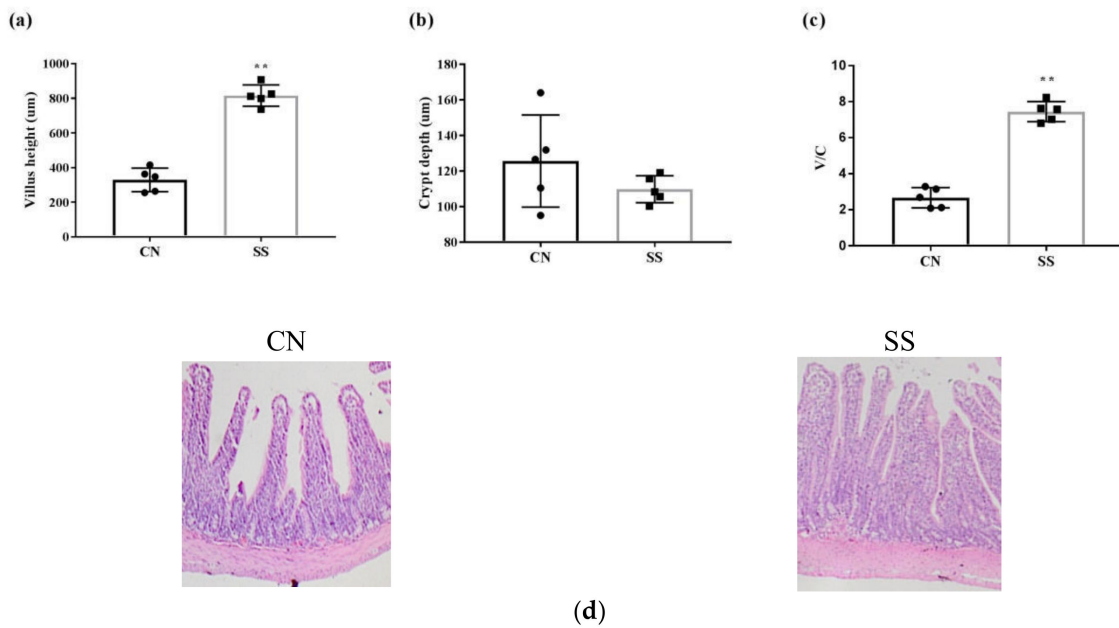 (a)
(b)
(c)
Villus height (um)
1000
800
600
400
200
0
**
CN
SS
Crypt depth (um)
180
160
140
120
100
80
CN
SS
V/C
10
8
6
4
2
0
**
CN
SS
CN
SS
(d)